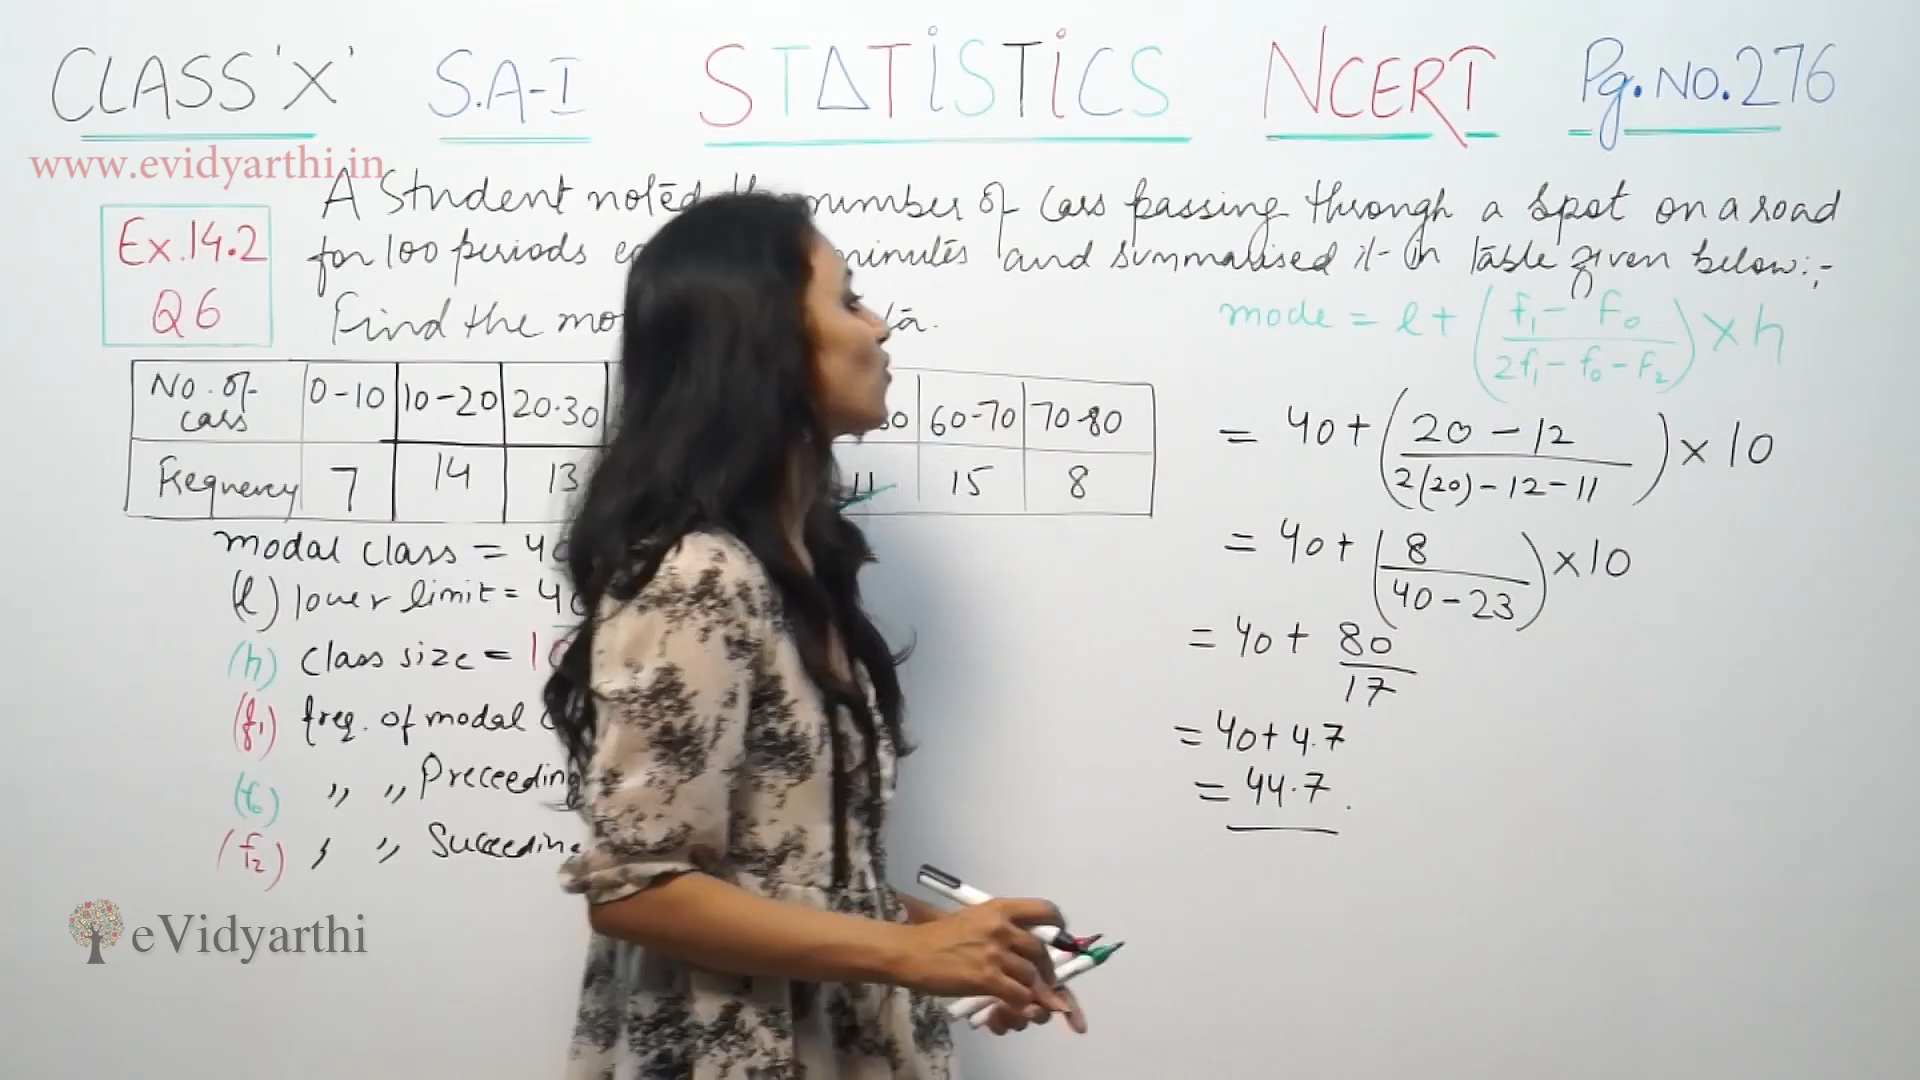 CLASS 'X' S.A-I STATISTICS NCERT Pg.NO.276
www.evidyarthi.in
Ex.14.2
Q6
A Student noted number of Cars passing through a spot on a road
for 100 periods minutes and summarised it in table given below:-
Find the
mode = l + (f1 - f0 / 2f1 - f0 - f2) × h
No. of cars 0-10 10-20 20-30 60-70 70-80
Frequency 7 14 13 11 15 8
= 40 + (20 - 12 / 2(20) - 12 - 11) × 10
= 40 + (8 / 40 - 23) × 10
= 40 + 80/17
= 40 + 4.7
= 44.7.
modal class =
(l) lower limit =
(h) class size = 10
(f1) freq. of modal
(f0) " " Preceeding
(f2) " " Succeeding
eVidyarthi